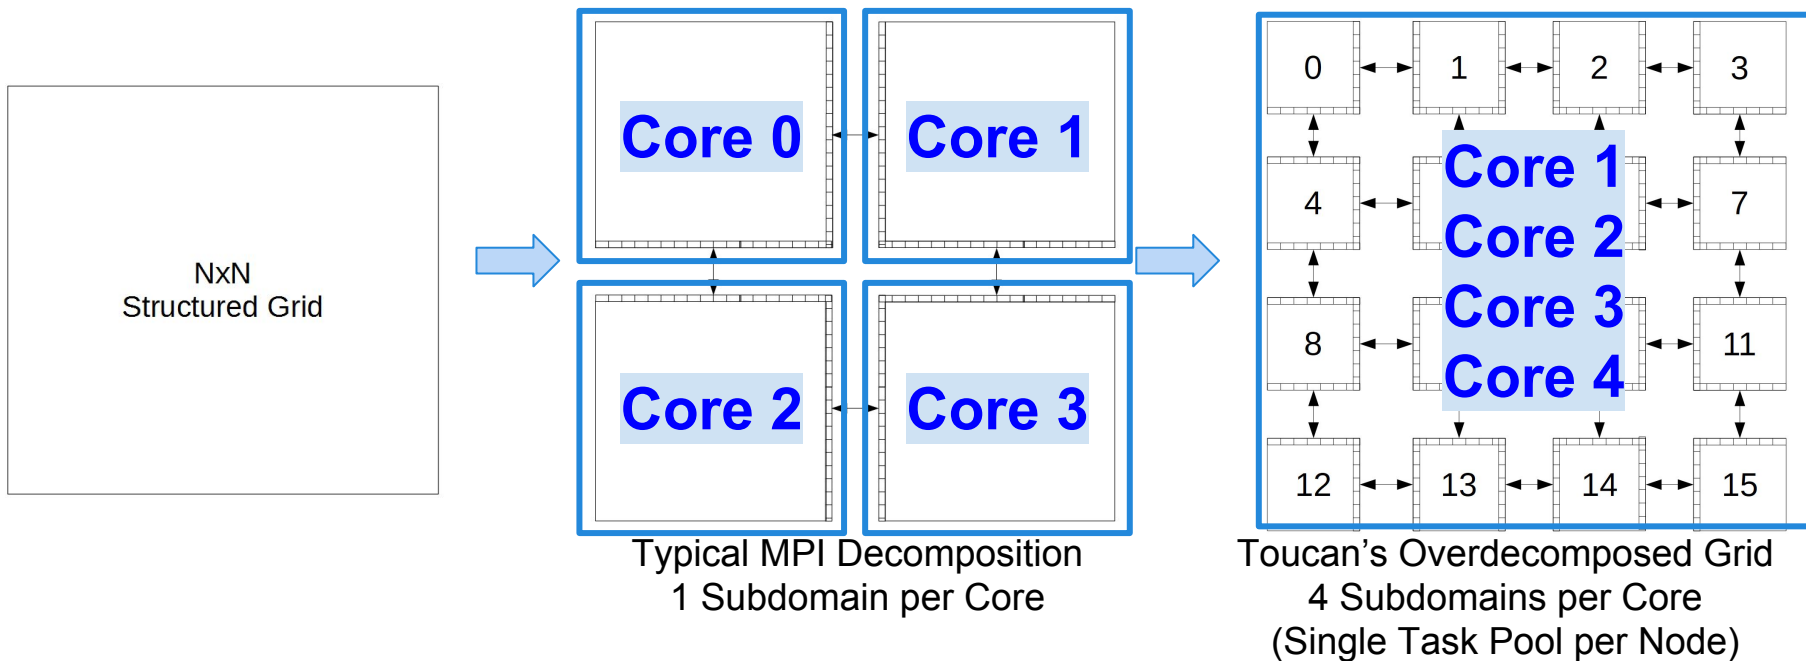 NxN
Structured Grid
Core 0
Core 1
Core 2
Core 3
Typical MPI Decomposition
1 Subdomain per Core
0
1
2
3
4
7
8
11
12
13
14
15
Core 1
Core 2
Core 3
Core 4
Toucan’s Overdecomposed Grid
4 Subdomains per Core
(Single Task Pool per Node)